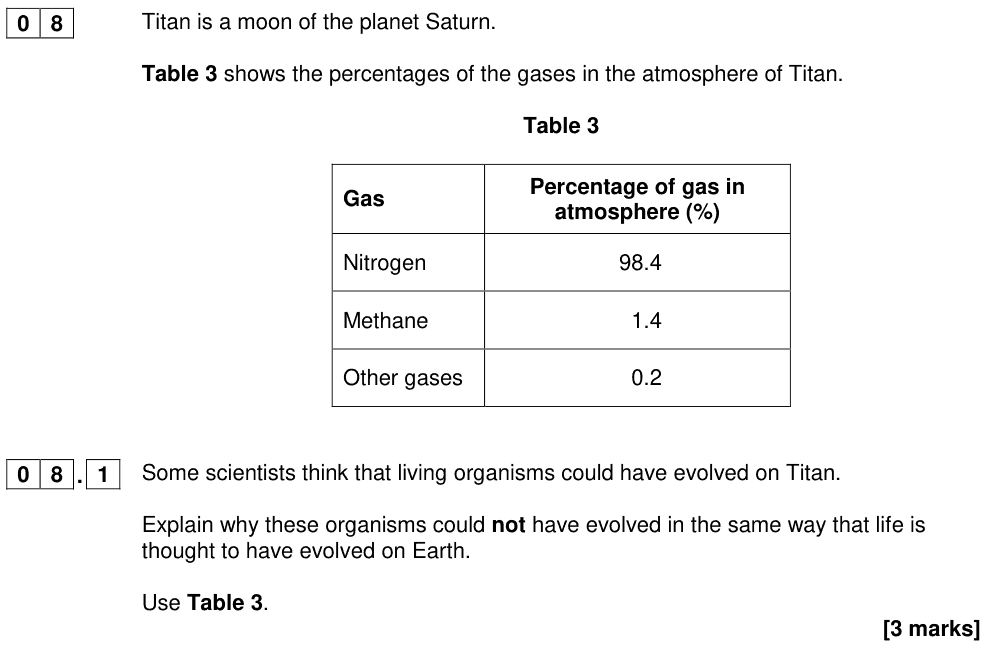 0 8 Titan is a moon of the planet Saturn.
Table 3 shows the percentages of the gases in the atmosphere of Titan.
Table 3
Gas Percentage of gas in
atmosphere (%)
Nitrogen 98.4
Methane 1.4
Other gases 0.2
0 8 . 1 Some scientists think that living organisms could have evolved on Titan.
Explain why these organisms could not have evolved in the same way that life is
thought to have evolved on Earth.
Use Table 3.
[3 marks]